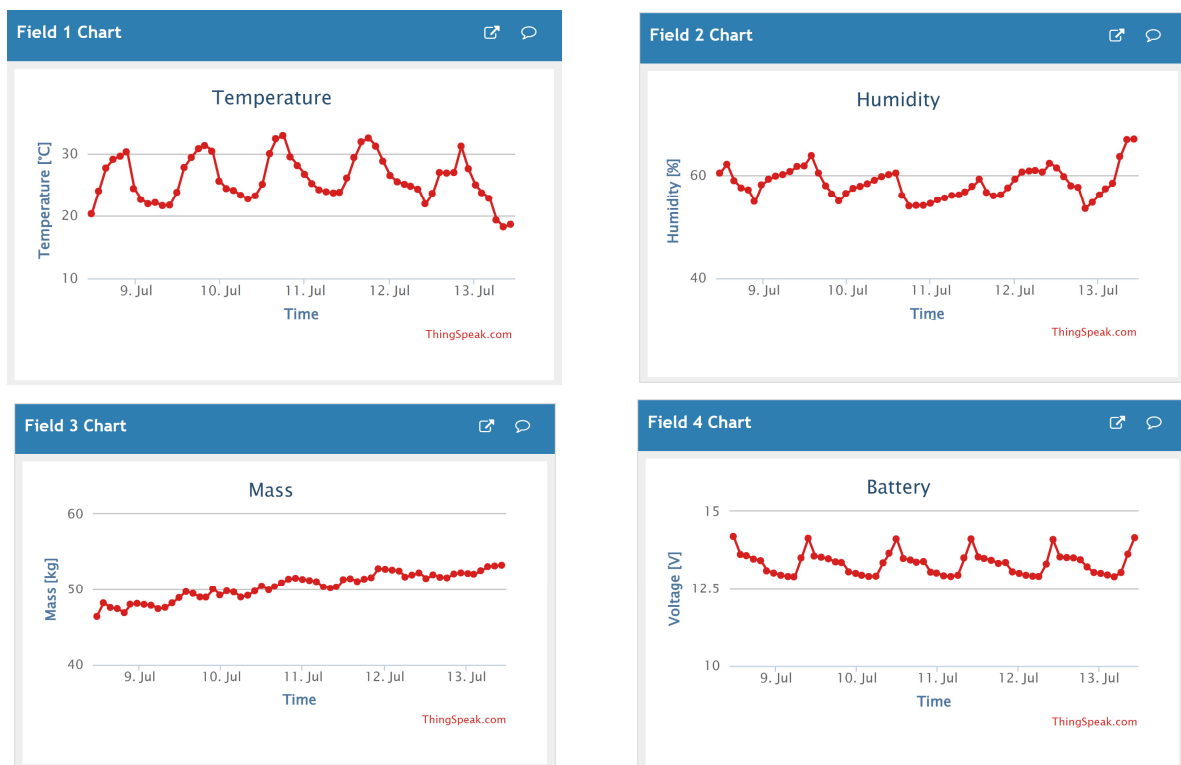 Field 1 Chart
Temperature
Temperature [°C]
30
20
10
9. Jul
10. Jul
11. Jul
12. Jul
13. Jul
Time
ThingSpeak.com
Field 2 Chart
Humidity
Humidity [%]
60
40
9. Jul
10. Jul
11. Jul
12. Jul
13. Jul
Time
ThingSpeak.com
Field 3 Chart
Mass
Mass [kg]
60
50
40
9. Jul
10. Jul
11. Jul
12. Jul
13. Jul
Time
ThingSpeak.com
Field 4 Chart
Battery
Voltage [V]
15
12.5
10
9. Jul
10. Jul
11. Jul
12. Jul
13. Jul
Time
ThingSpeak.com